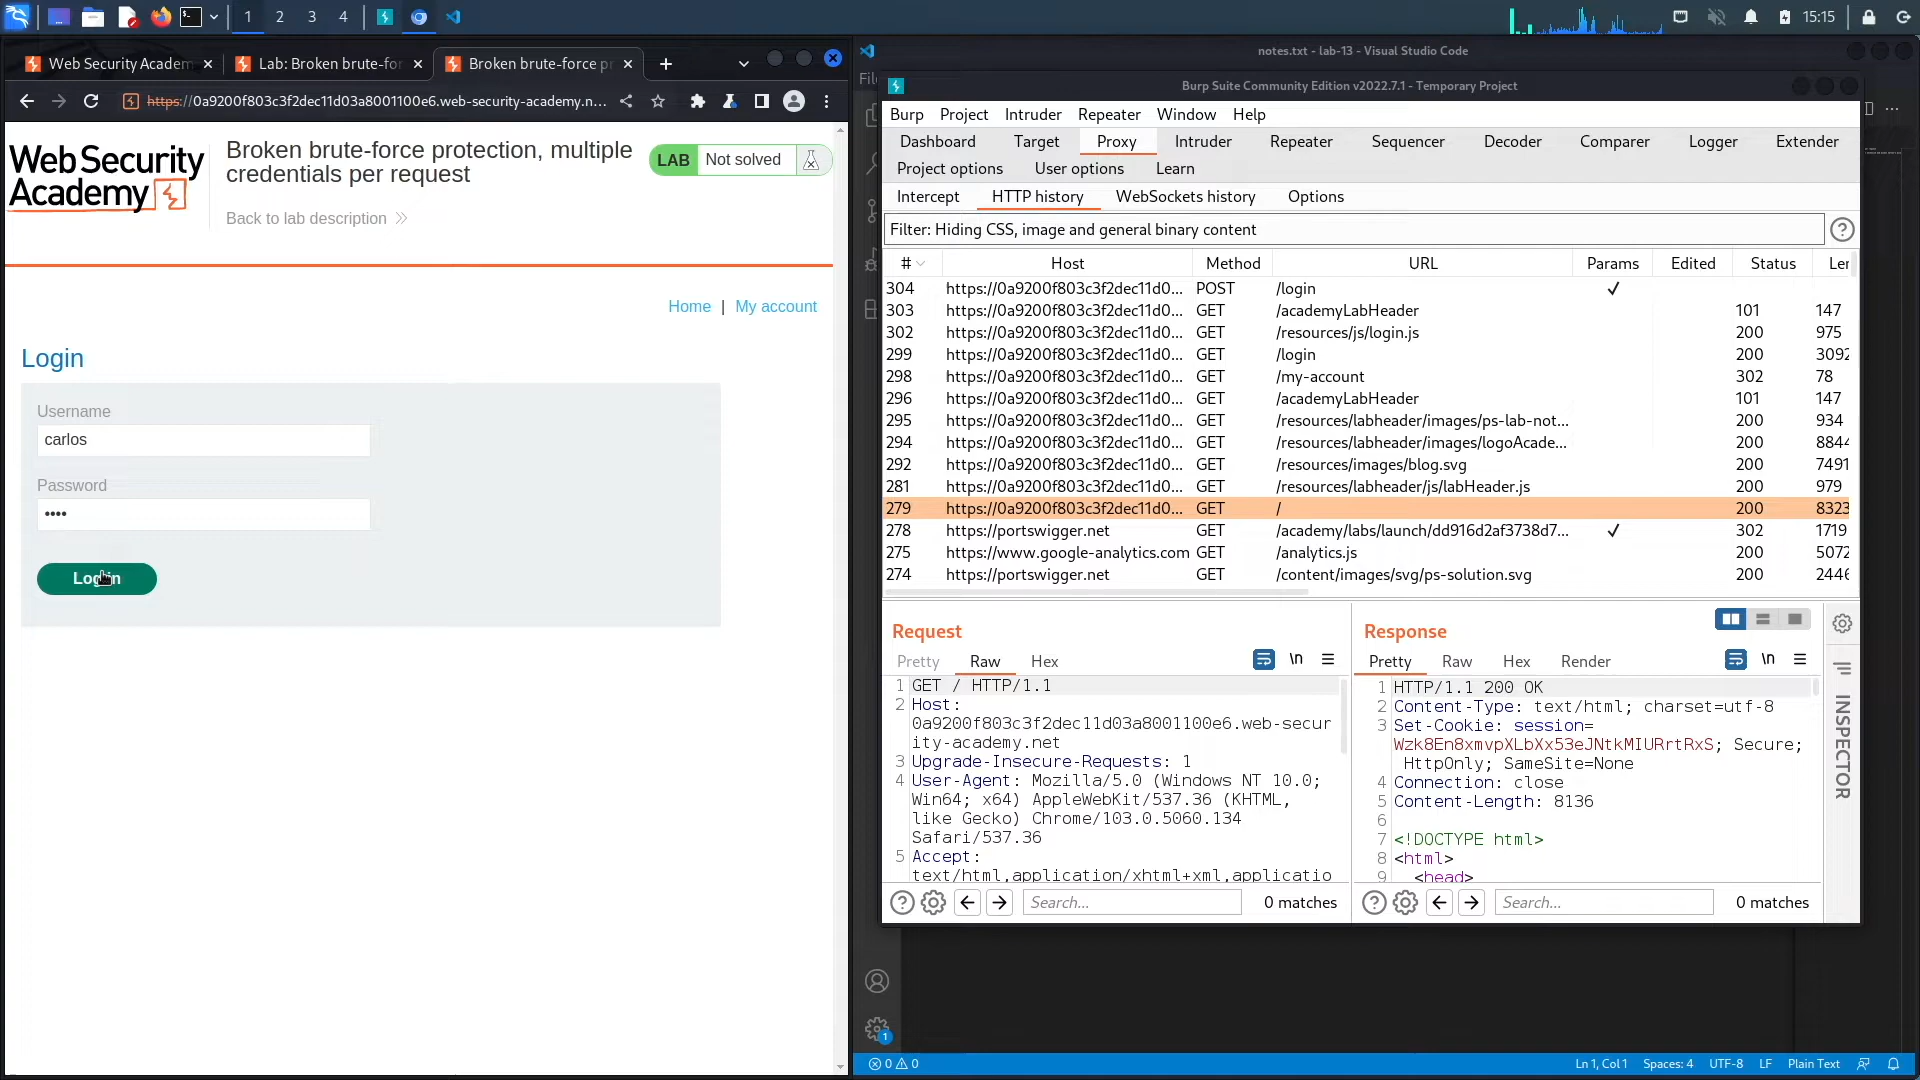 1 2 3 4
15:15
Web Security Academ
Lab: Broken brute-for
Broken brute-force pr
https://0a9200f803c3f2dec11d03a8001100e6.web-security-academy.n...
Web Security
Academy
Broken brute-force protection, multiple
credentials per request
LAB Not solved
Back to lab description
Home | My account
Login
Username
carlos
Password
••••
Login
notes.txt - lab-13 - Visual Studio Code
File
Burp Suite Community Edition v2022.7.1 - Temporary Project
Burp Project Intruder Repeater Window Help
Dashboard Target Proxy Intruder Repeater Sequencer Decoder Comparer Logger Extender
Project options User options Learn
Intercept HTTP history WebSockets history Options
Filter: Hiding CSS, image and general binary content
# Host Method URL Params Edited Status Ler
304 https://0a9200f803c3f2dec11d0... POST /login ✓
303 https://0a9200f803c3f2dec11d0... GET /academyLabHeader 101 147
302 https://0a9200f803c3f2dec11d0... GET /resources/js/login.js 200 975
299 https://0a9200f803c3f2dec11d0... GET /login 200 3092
298 https://0a9200f803c3f2dec11d0... GET /my-account 302 78
296 https://0a9200f803c3f2dec11d0... GET /academyLabHeader 101 147
295 https://0a9200f803c3f2dec11d0... GET /resources/labheader/images/ps-lab-not... 200 934
294 https://0a9200f803c3f2dec11d0... GET /resources/labheader/images/logoAcade... 200 8844
292 https://0a9200f803c3f2dec11d0... GET /resources/images/blog.svg 200 7491
281 https://0a9200f803c3f2dec11d0... GET /resources/labheader/js/labHeader.js 200 979
279 https://0a9200f803c3f2dec11d0... GET / 200 8323
278 https://portswigger.net GET /academy/labs/launch/dd916d2af3738d7... ✓ 302 1719
275 https://www.google-analytics.com GET /analytics.js 200 5072
274 https://portswigger.net GET /content/images/svg/ps-solution.svg 200 2446
Request
Pretty Raw Hex
\n
1 GET / HTTP/1.1
2 Host:
0a9200f803c3f2dec11d03a8001100e6.web-secur
ity-academy.net
3 Upgrade-Insecure-Requests: 1
4 User-Agent: Mozilla/5.0 (Windows NT 10.0;
Win64; x64) AppleWebKit/537.36 (KHTML,
like Gecko) Chrome/103.0.5060.134
Safari/537.36
5 Accept:
text/html,application/xhtml+xml,applicatio
Search...
0 matches
Response
Pretty Raw Hex Render
\n
1 HTTP/1.1 200 OK
2 Content-Type: text/html; charset=utf-8
3 Set-Cookie: session=
Wzk8En8xmvpXLbXx53eJNtkMIURrtRxS; Secure;
HttpOnly; SameSite=None
4 Connection: close
5 Content-Length: 8136
6
7 <!DOCTYPE html>
8 <html>
9 <head>
Search...
0 matches
INSPECTOR
1
0 0
Ln 1, Col 1 Spaces: 4 UTF-8 LF Plain Text